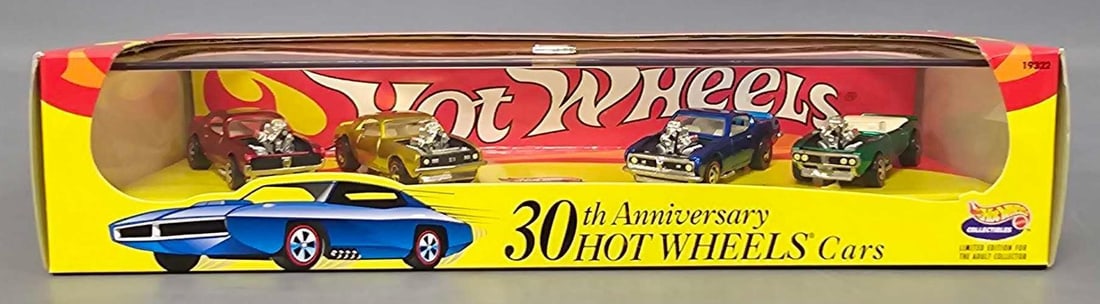 19322
Hot Wheels®
30th Anniversary
HOT WHEELS® Cars
Hot Wheels
COLLECTIBLES
LIMITED EDITION FOR
THE ADULT COLLECTOR